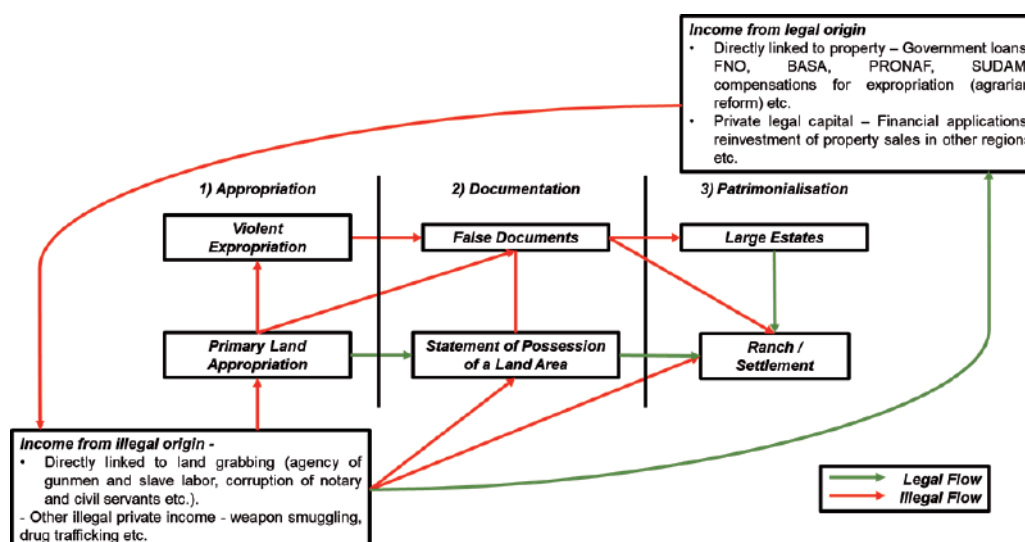 Income from legal origin
• Directly linked to property – Government loans
FNO, BASA, PRONAF, SUDAM
compensations for expropriation (agrarian
reform) etc.
• Private legal capital – Financial applications
reinvestment of property sales in other regions
etc.
1) Appropriation
2) Documentation
3) Patrimonialisation
Violent
Expropriation
False Documents
Large Estates
Primary Land
Appropriation
Statement of Possession
of a Land Area
Ranch /
Settlement
Income from illegal origin -
• Directly linked to land grabbing (agency of
gunmen and slave labor, corruption of notary
and civil servants etc.).
- Other illegal private income - weapon smuggling,
drug trafficking etc.
Legal Flow
Illegal Flow